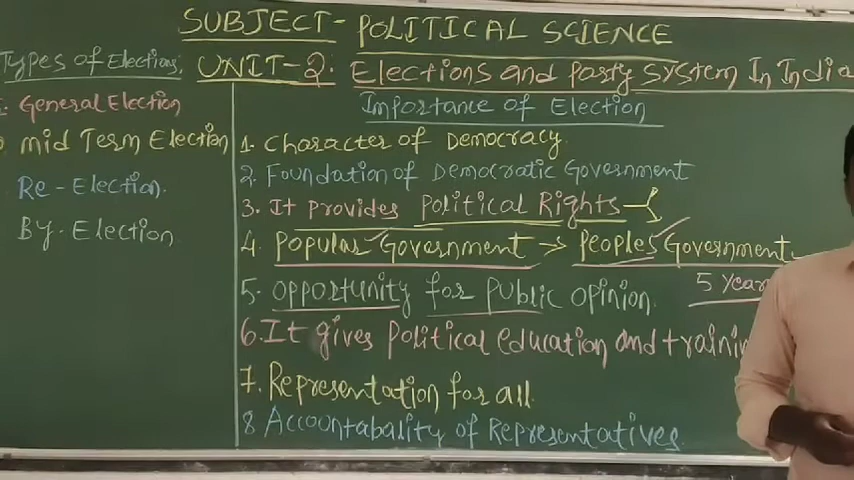 SUBJECT- POLITICAL SCIENCE
UNIT-2. Elections and party System In India
Types of Elections
General Election
mid Term Election
Re-Election
By-Election
Importance of Election
1. Character of Democracy
2. Foundation of Democratic Government
3. It provides political Rights
4. popular Government → peoples Government
5. opportunity for public opinion. 5 Year
6. It gives political education and trainin
7. Representation for all.
8 Accountabality of Representatives